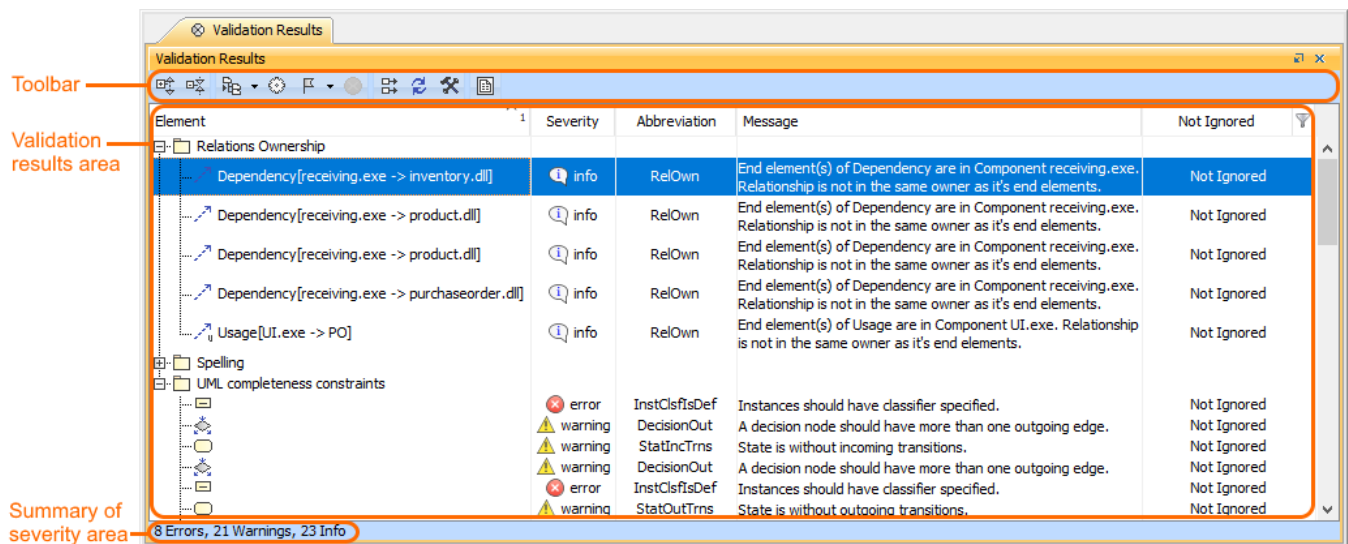 Validation Results
Validation Results
Toolbar
Element 1 Severity Abbreviation Message Not Ignored
Validation
results area
Relations Ownership
Dependency[receiving.exe -> inventory.dll] info RelOwn End element(s) of Dependency are in Component receiving.exe. Not Ignored
Relationship is not in the same owner as it's end elements.
Dependency[receiving.exe -> product.dll] info RelOwn End element(s) of Dependency are in Component receiving.exe. Not Ignored
Relationship is not in the same owner as it's end elements.
Dependency[receiving.exe -> product.dll] info RelOwn End element(s) of Dependency are in Component receiving.exe. Not Ignored
Relationship is not in the same owner as it's end elements.
Dependency[receiving.exe -> purchaseorder.dll] info RelOwn End element(s) of Dependency are in Component receiving.exe. Not Ignored
Relationship is not in the same owner as it's end elements.
Usage[UI.exe -> PO] info RelOwn End element(s) of Usage are in Component UI.exe. Relationship Not Ignored
is not in the same owner as it's end elements.
Spelling
UML completeness constraints
error InstClsfIsDef Instances should have classifier specified. Not Ignored
warning DecisionOut A decision node should have more than one outgoing edge. Not Ignored
warning StatIncTrns State is without incoming transitions. Not Ignored
warning DecisionOut A decision node should have more than one outgoing edge. Not Ignored
error InstClsfIsDef Instances should have classifier specified. Not Ignored
warning StatOutTrns State is without outgoing transitions. Not Ignored
Summary of
severity area
8 Errors, 21 Warnings, 23 Info